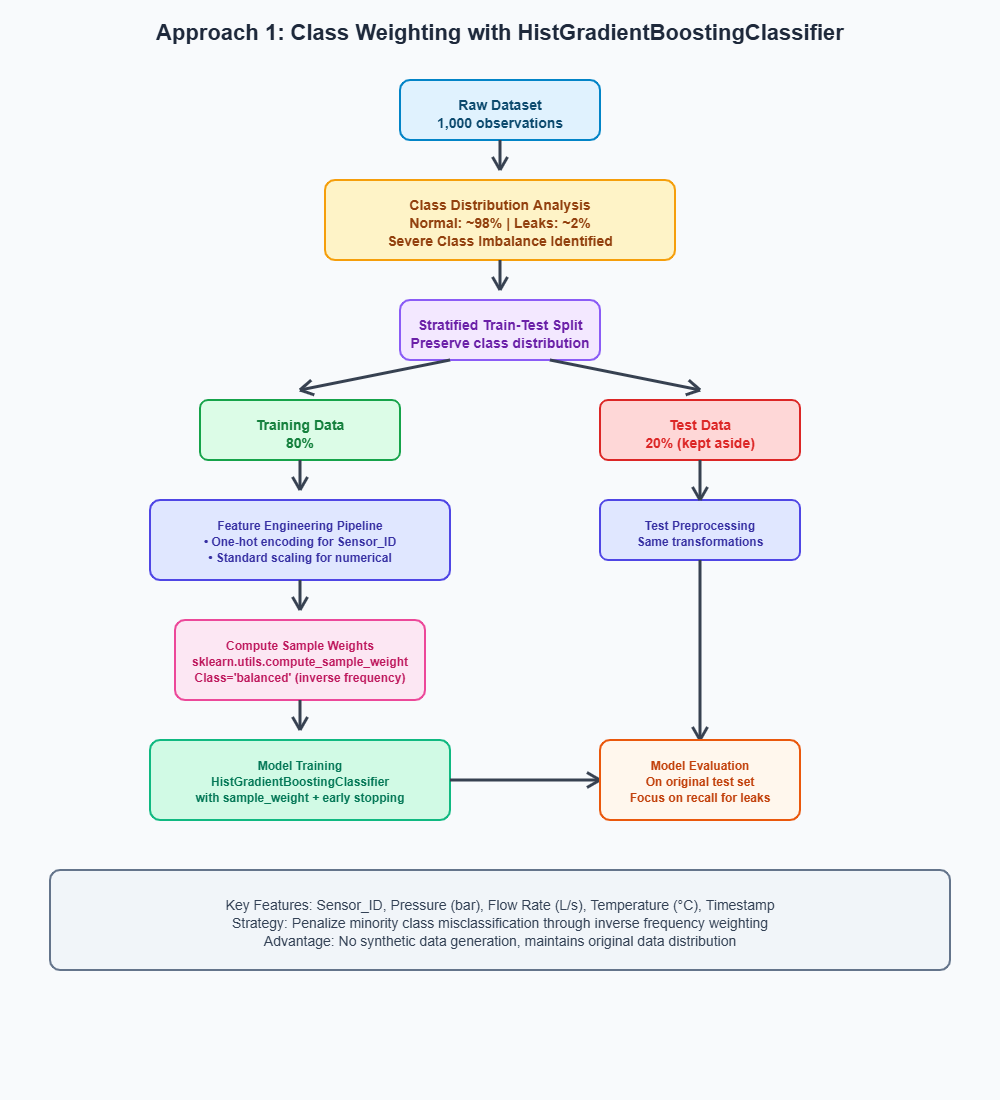 Approach 1: Class Weighting with HistGradientBoostingClassifier
Raw Dataset
1,000 observations
Class Distribution Analysis
Normal: ~98% | Leaks: ~2%
Severe Class Imbalance Identified
Stratified Train-Test Split
Preserve class distribution
Training Data
80%
Test Data
20% (kept aside)
Feature Engineering Pipeline
• One-hot encoding for Sensor_ID
• Standard scaling for numerical
Test Preprocessing
Same transformations
Compute Sample Weights
sklearn.utils.compute_sample_weight
Class='balanced' (inverse frequency)
Model Training
HistGradientBoostingClassifier
with sample_weight + early stopping
Model Evaluation
On original test set
Focus on recall for leaks
Key Features: Sensor_ID, Pressure (bar), Flow Rate (L/s), Temperature (°C), Timestamp
Strategy: Penalize minority class misclassification through inverse frequency weighting
Advantage: No synthetic data generation, maintains original data distribution